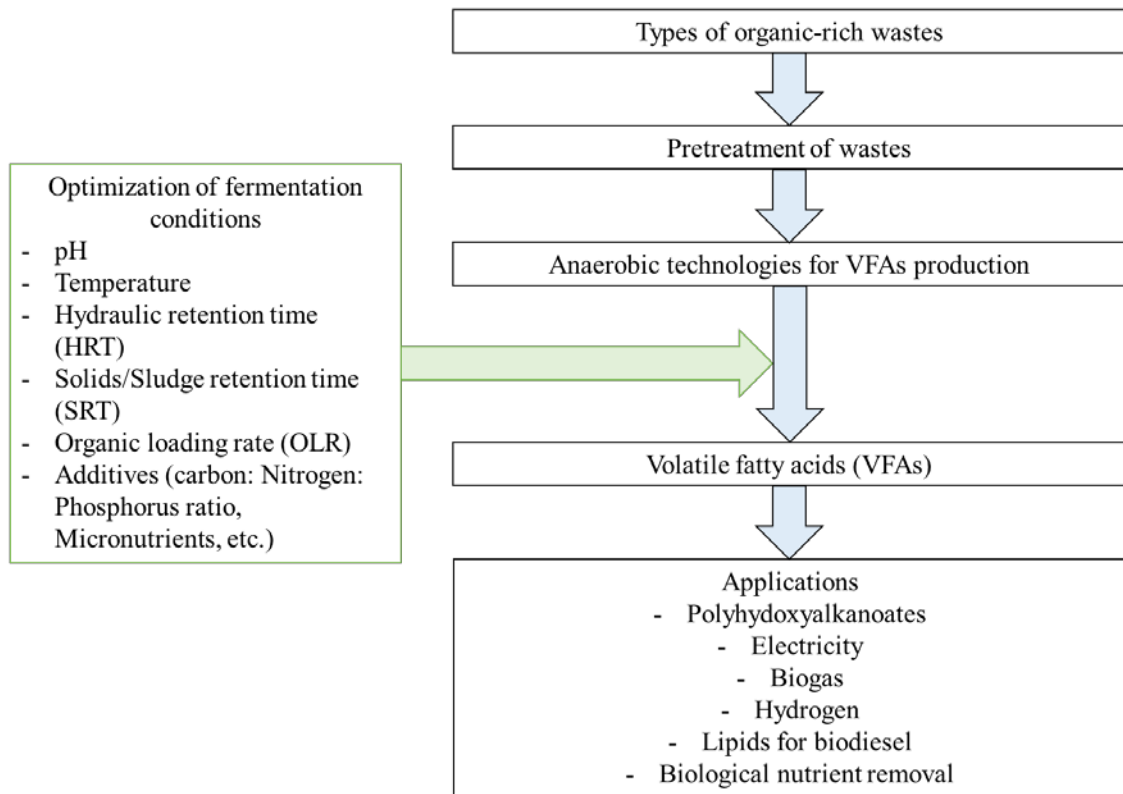 Types of organic-rich wastes
Pretreatment of wastes
Optimization of fermentation
conditions
- pH
- Temperature
- Hydraulic retention time
(HRT)
- Solids/Sludge retention time
(SRT)
- Organic loading rate (OLR)
- Additives (carbon: Nitrogen:
Phosphorus ratio,
Micronutrients, etc.)
Anaerobic technologies for VFAs production
Volatile fatty acids (VFAs)
Applications
- Polyhydoxyalkanoates
- Electricity
- Biogas
- Hydrogen
- Lipids for biodiesel
- Biological nutrient removal